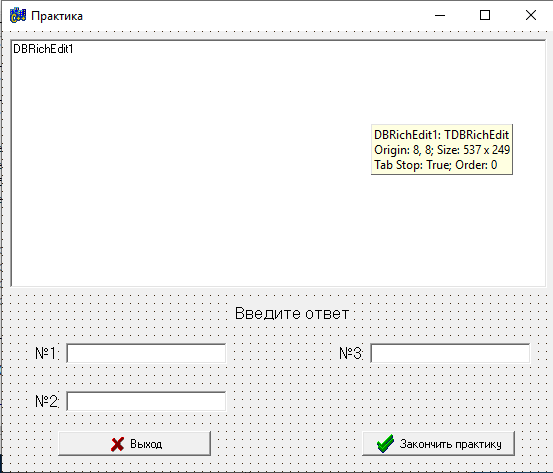 Практика
DBRichEdit1
DBRichEdit1: TDBRichEdit
Origin: 8, 8; Size: 537 x 249
Tab Stop: True; Order: 0
Введите ответ
№1
№3
№2
Выход
Закончить практику